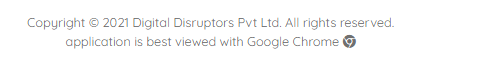 Copyright © 2021 Digital Disruptors Pvt Ltd. All rights reserved.
application is best viewed with Google Chrome